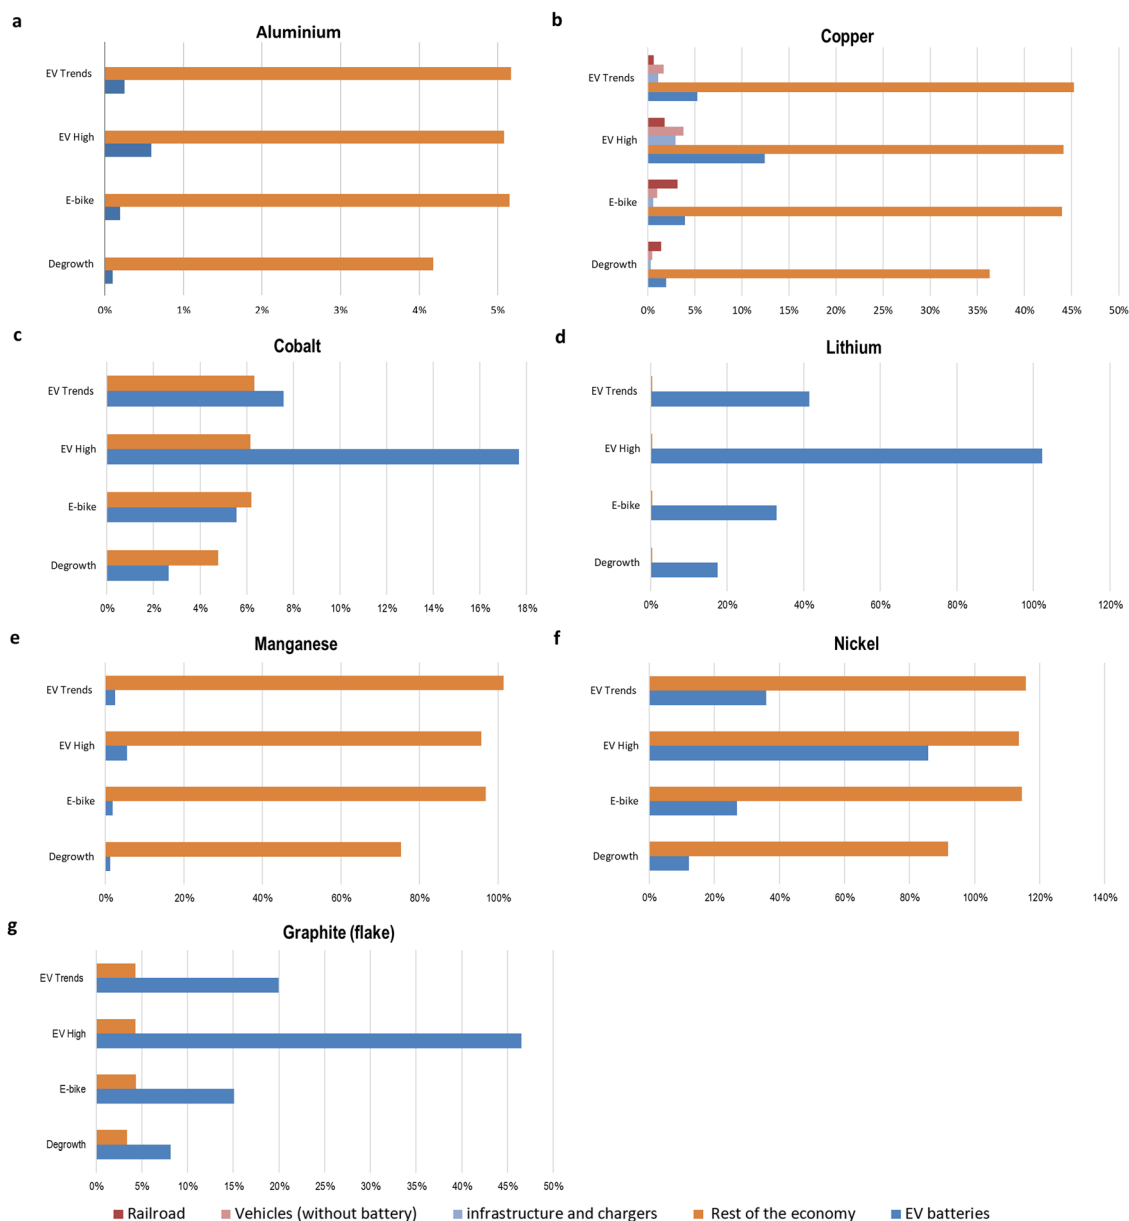 a
Aluminium
EV Trends
EV High
E-bike
Degrowth
0% 1% 2% 3% 4% 5%
b
Copper
EV Trends
EV High
E-bike
Degrowth
0% 5% 10% 15% 20% 25% 30% 35% 40% 45% 50%
c
Cobalt
EV Trends
EV High
E-bike
Degrowth
0% 2% 4% 6% 8% 10% 12% 14% 16% 18%
d
Lithium
EV Trends
EV High
E-bike
Degrowth
0% 20% 40% 60% 80% 100% 120%
e
Manganese
EV Trends
EV High
E-bike
Degrowth
0% 20% 40% 60% 80% 100%
f
Nickel
EV Trends
EV High
E-bike
Degrowth
0% 20% 40% 60% 80% 100% 120% 140%
g
Graphite (flake)
EV Trends
EV High
E-bike
Degrowth
0% 5% 10% 15% 20% 25% 30% 35% 40% 45% 50%
Railroad Vehicles (without battery) infrastructure and chargers Rest of the economy EV batteries